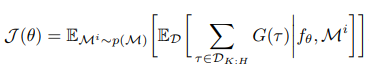 𝒥(θ) = 𝔼_{ℳ^i∼p(ℳ)} [ 𝔼_𝒟 [ ∑_{τ∈𝒟_{K:H}} G(τ) | f_θ, ℳ^i ] ]